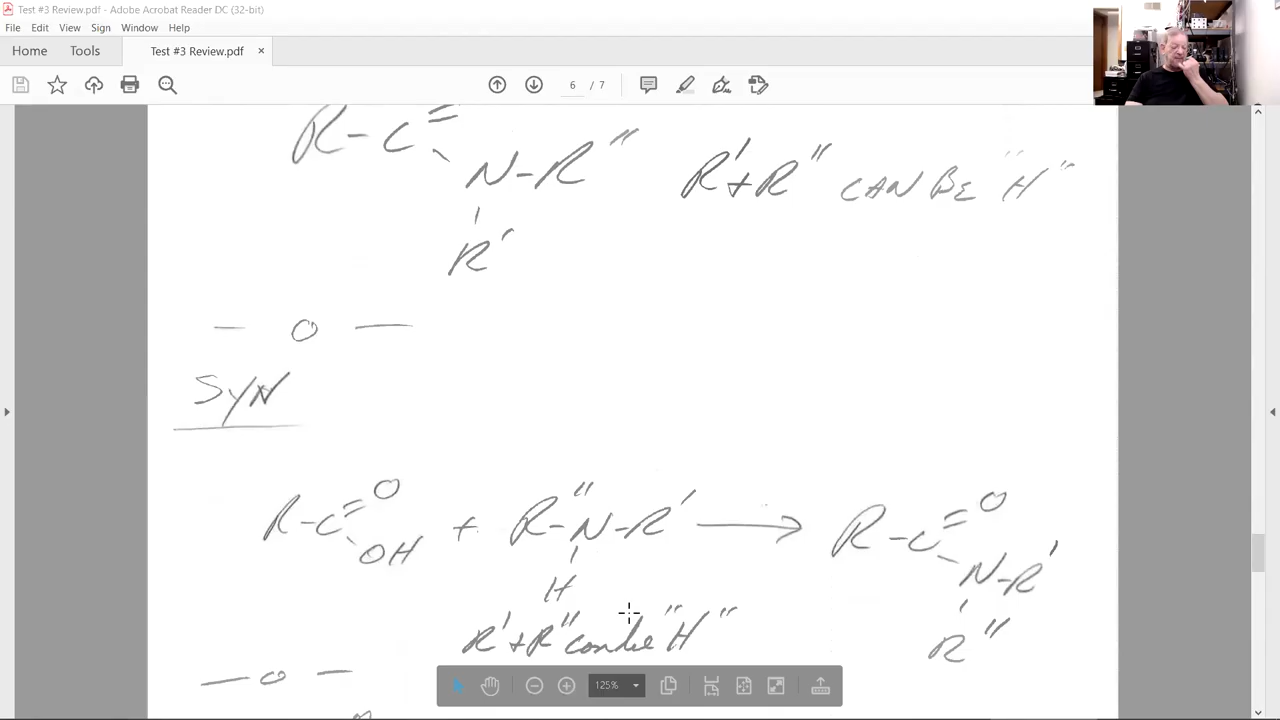 Test #3 Review.pdf - Adobe Acrobat Reader DC (32-bit)
File Edit View Sign Window Help
Home Tools Test #3 Review.pdf ×
6 / 7
R-C=
N-R"
R'
R'+R" CAN BE "H"
— O —
SYN
R-C=O
OH
+
R"-N-R'
H
→
R-C=O
N-R'
R"
R'+R" can be "H"
— O —
125%